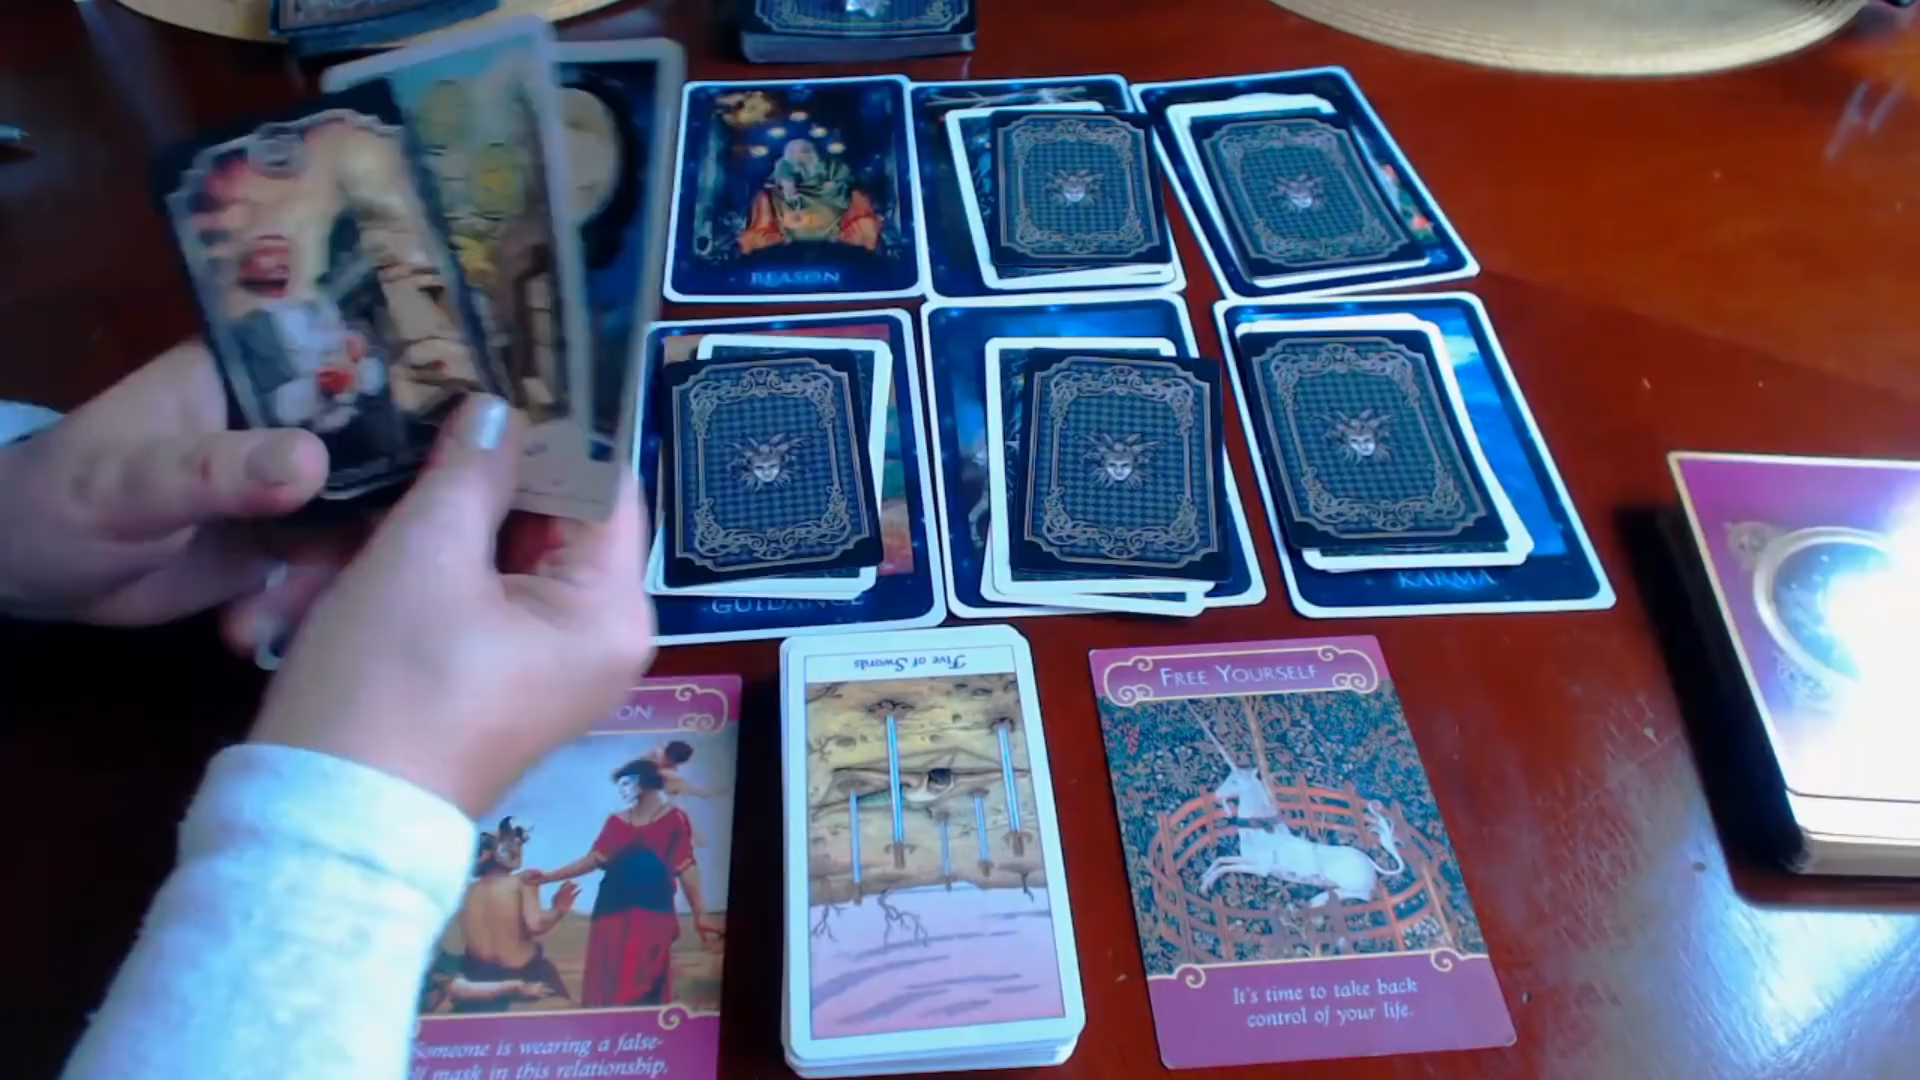 REASON
GUIDANCE
KARMA
Five of Swords
FREE YOURSELF
It's time to take back
control of your life.
ION
Someone is wearing a false-
mask in this relationship,